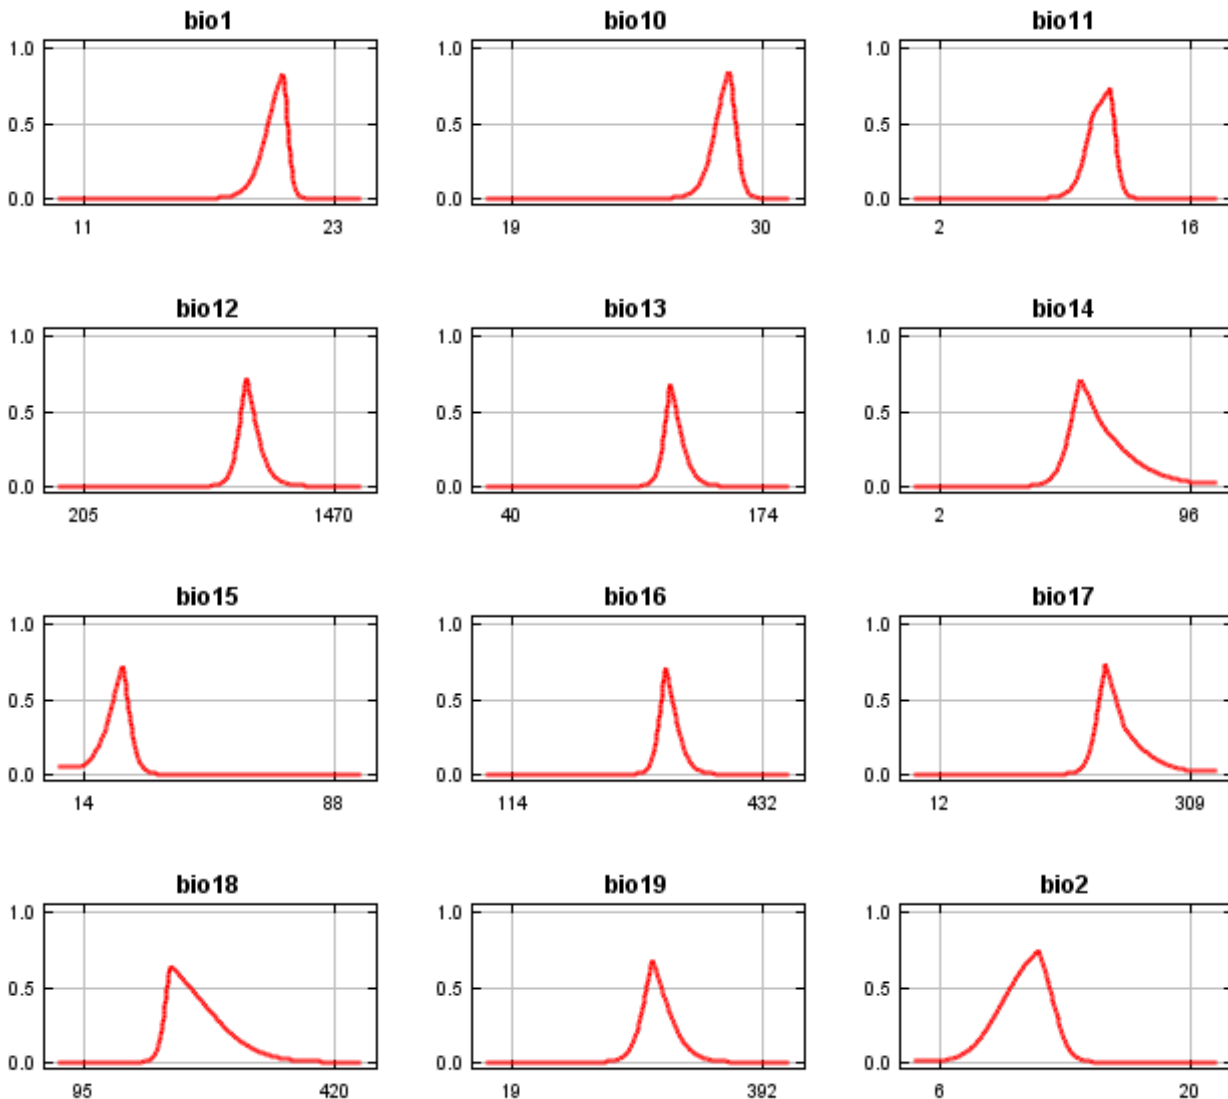 bio1 bio10 bio11
1.0 1.0 1.0
0.5 0.5 0.5
0.0 0.0 0.0
11 23 19 30 2 16
bio12 bio13 bio14
1.0 1.0 1.0
0.5 0.5 0.5
0.0 0.0 0.0
205 1470 40 174 2 96
bio15 bio16 bio17
1.0 1.0 1.0
0.5 0.5 0.5
0.0 0.0 0.0
14 88 114 432 12 309
bio18 bio19 bio2
1.0 1.0 1.0
0.5 0.5 0.5
0.0 0.0 0.0
95 420 19 392 6 20